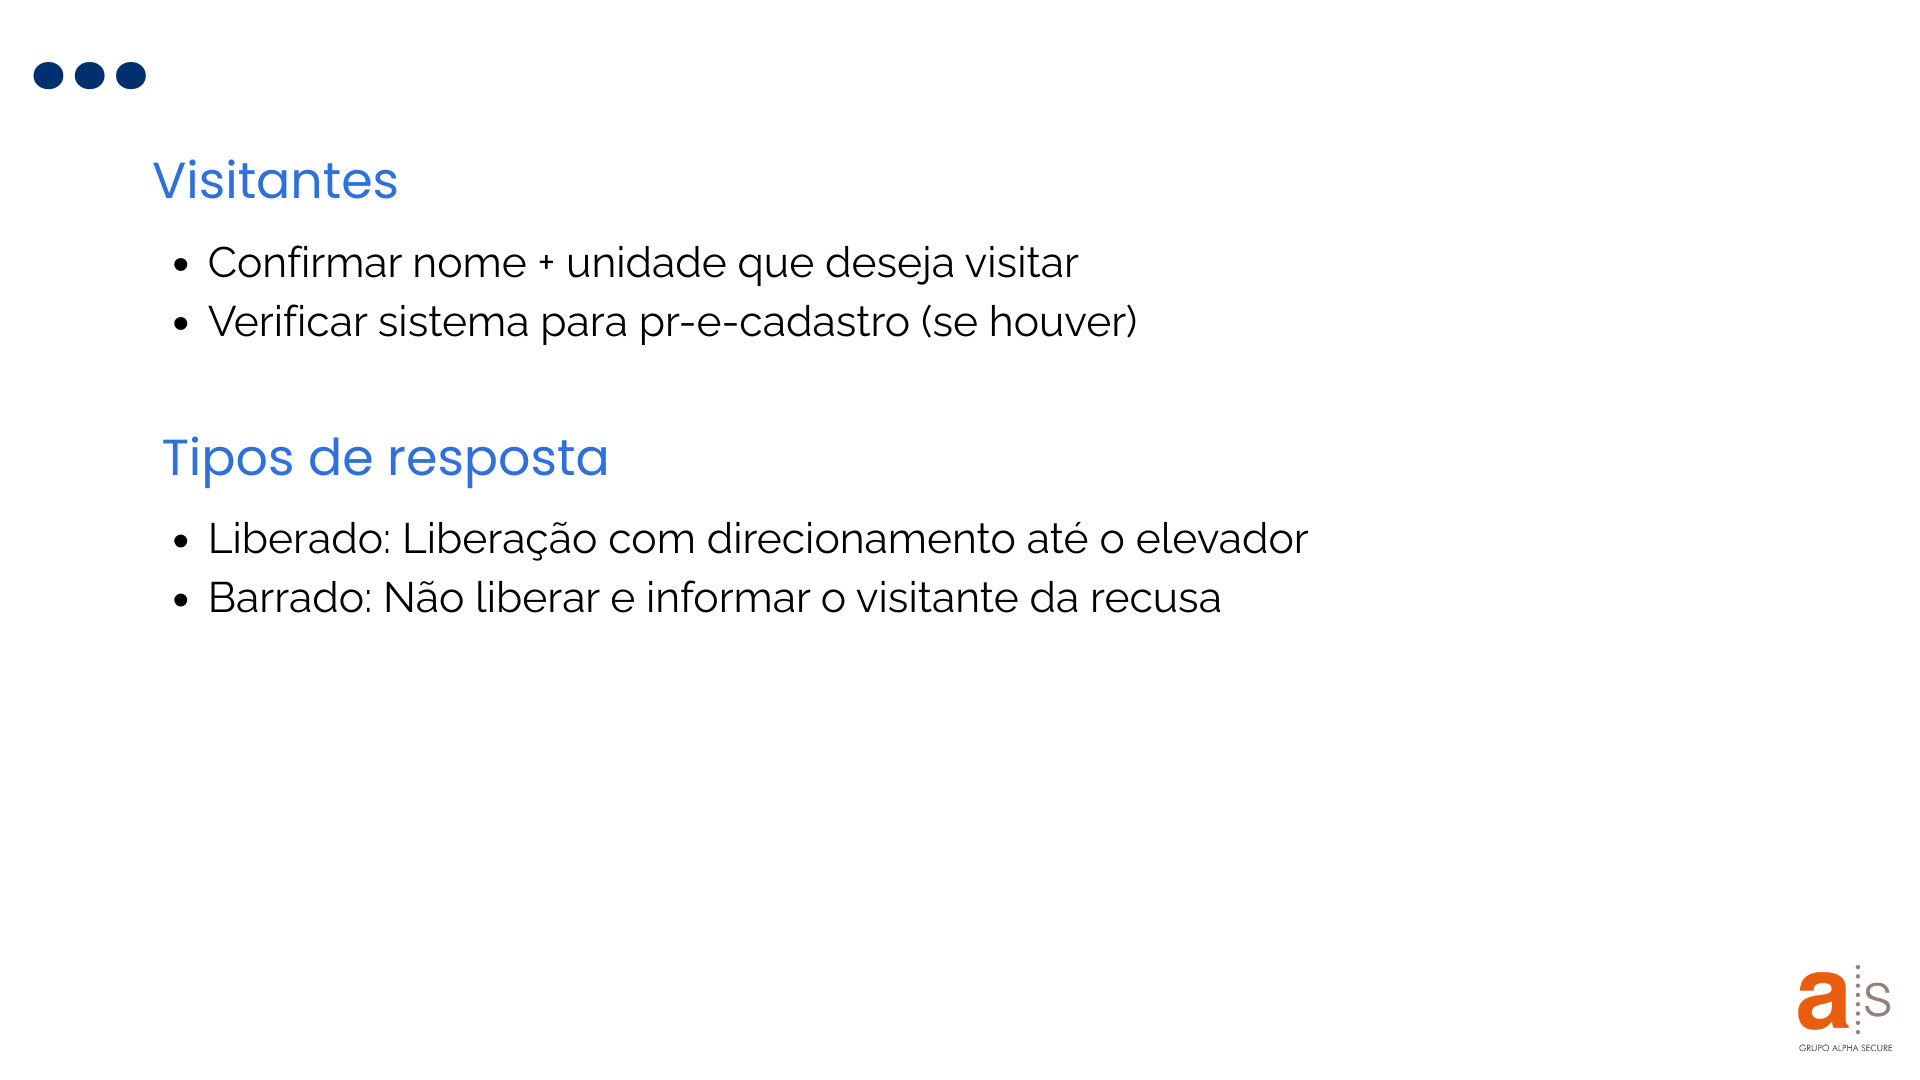 Visitantes
• Confirmar nome + unidade que deseja visitar
• Verificar sistema para pr-e-cadastro (se houver)
Tipos de resposta
• Liberado: Liberação com direcionamento até o elevador
• Barrado: Não liberar e informar o visitante da recusa
a s
GRUPO ALPHA SECURE